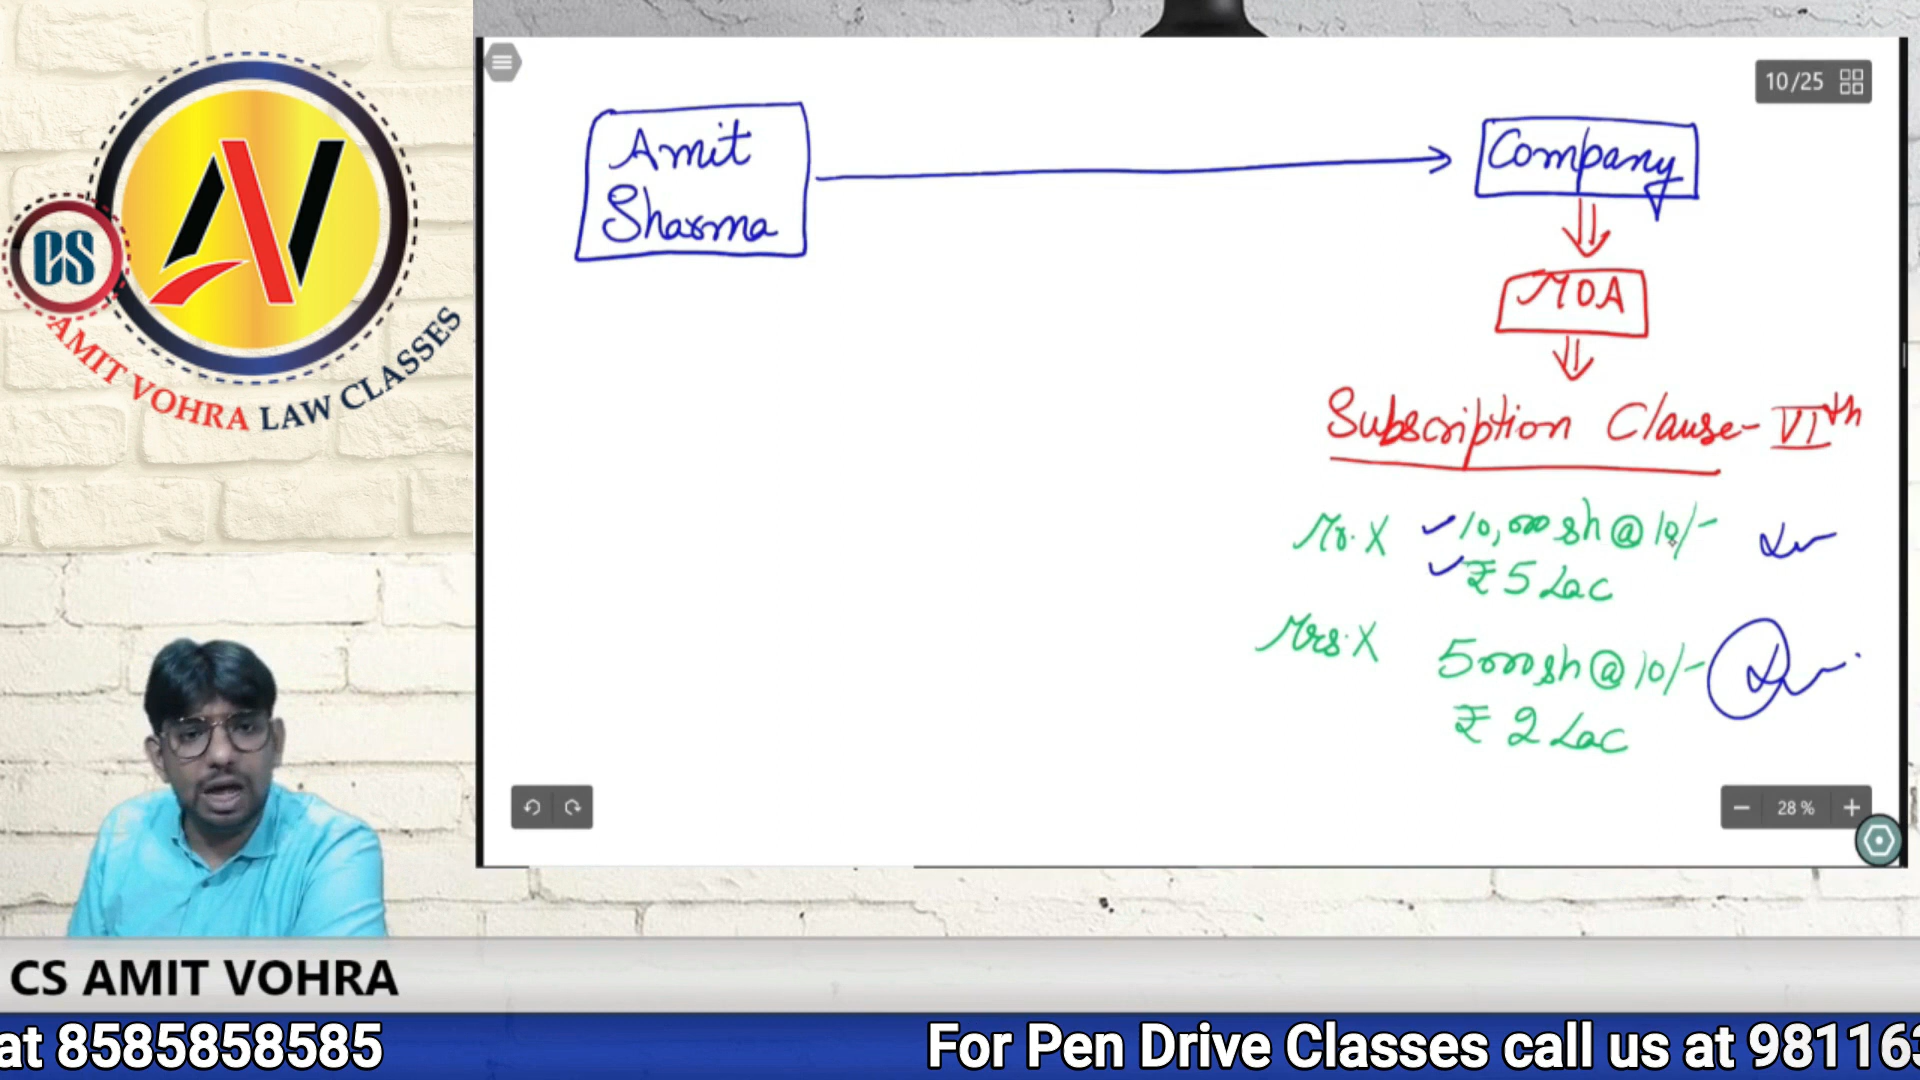 CS
AV
AMIT VOHRA LAW CLASSES
10/25
Amit
Sharma
Company
MOA
Subscription Clause- VIth
Mr. X 10,000 sh @ 10/-
₹ 5 Lac
Mrs. X 5000 sh @ 10/-
₹ 2 Lac
28 %
CS AMIT VOHRA
at 8585858585 For Pen Drive Classes call us at 981163